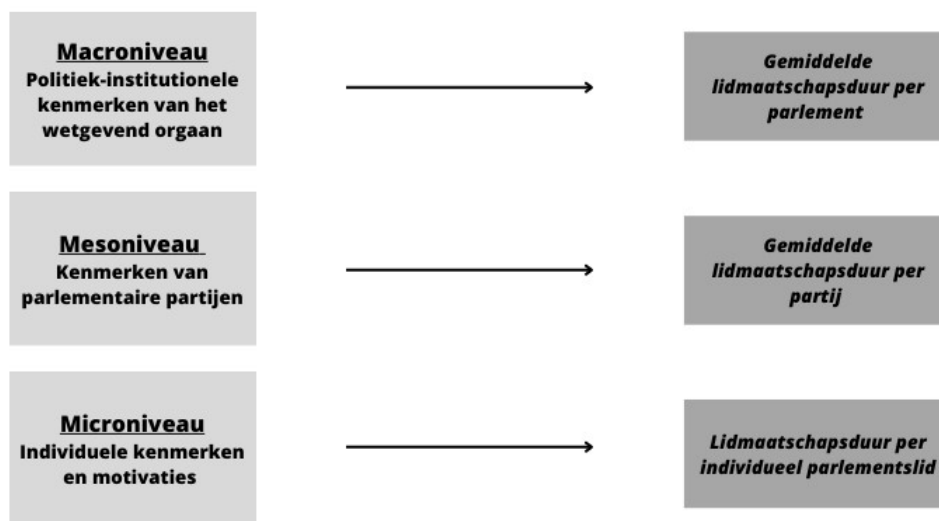 Macroniveau
Politiek-institutionele
kenmerken van het
wetgevend orgaan
Gemiddelde
lidmaatschapsduur per
parlement
Mesoniveau
Kenmerken van
parlementaire partijen
Gemiddelde
lidmaatschapsduur per
partij
Microniveau
Individuele kenmerken
en motivaties
Lidmaatschapsduur per
individueel parlementslid